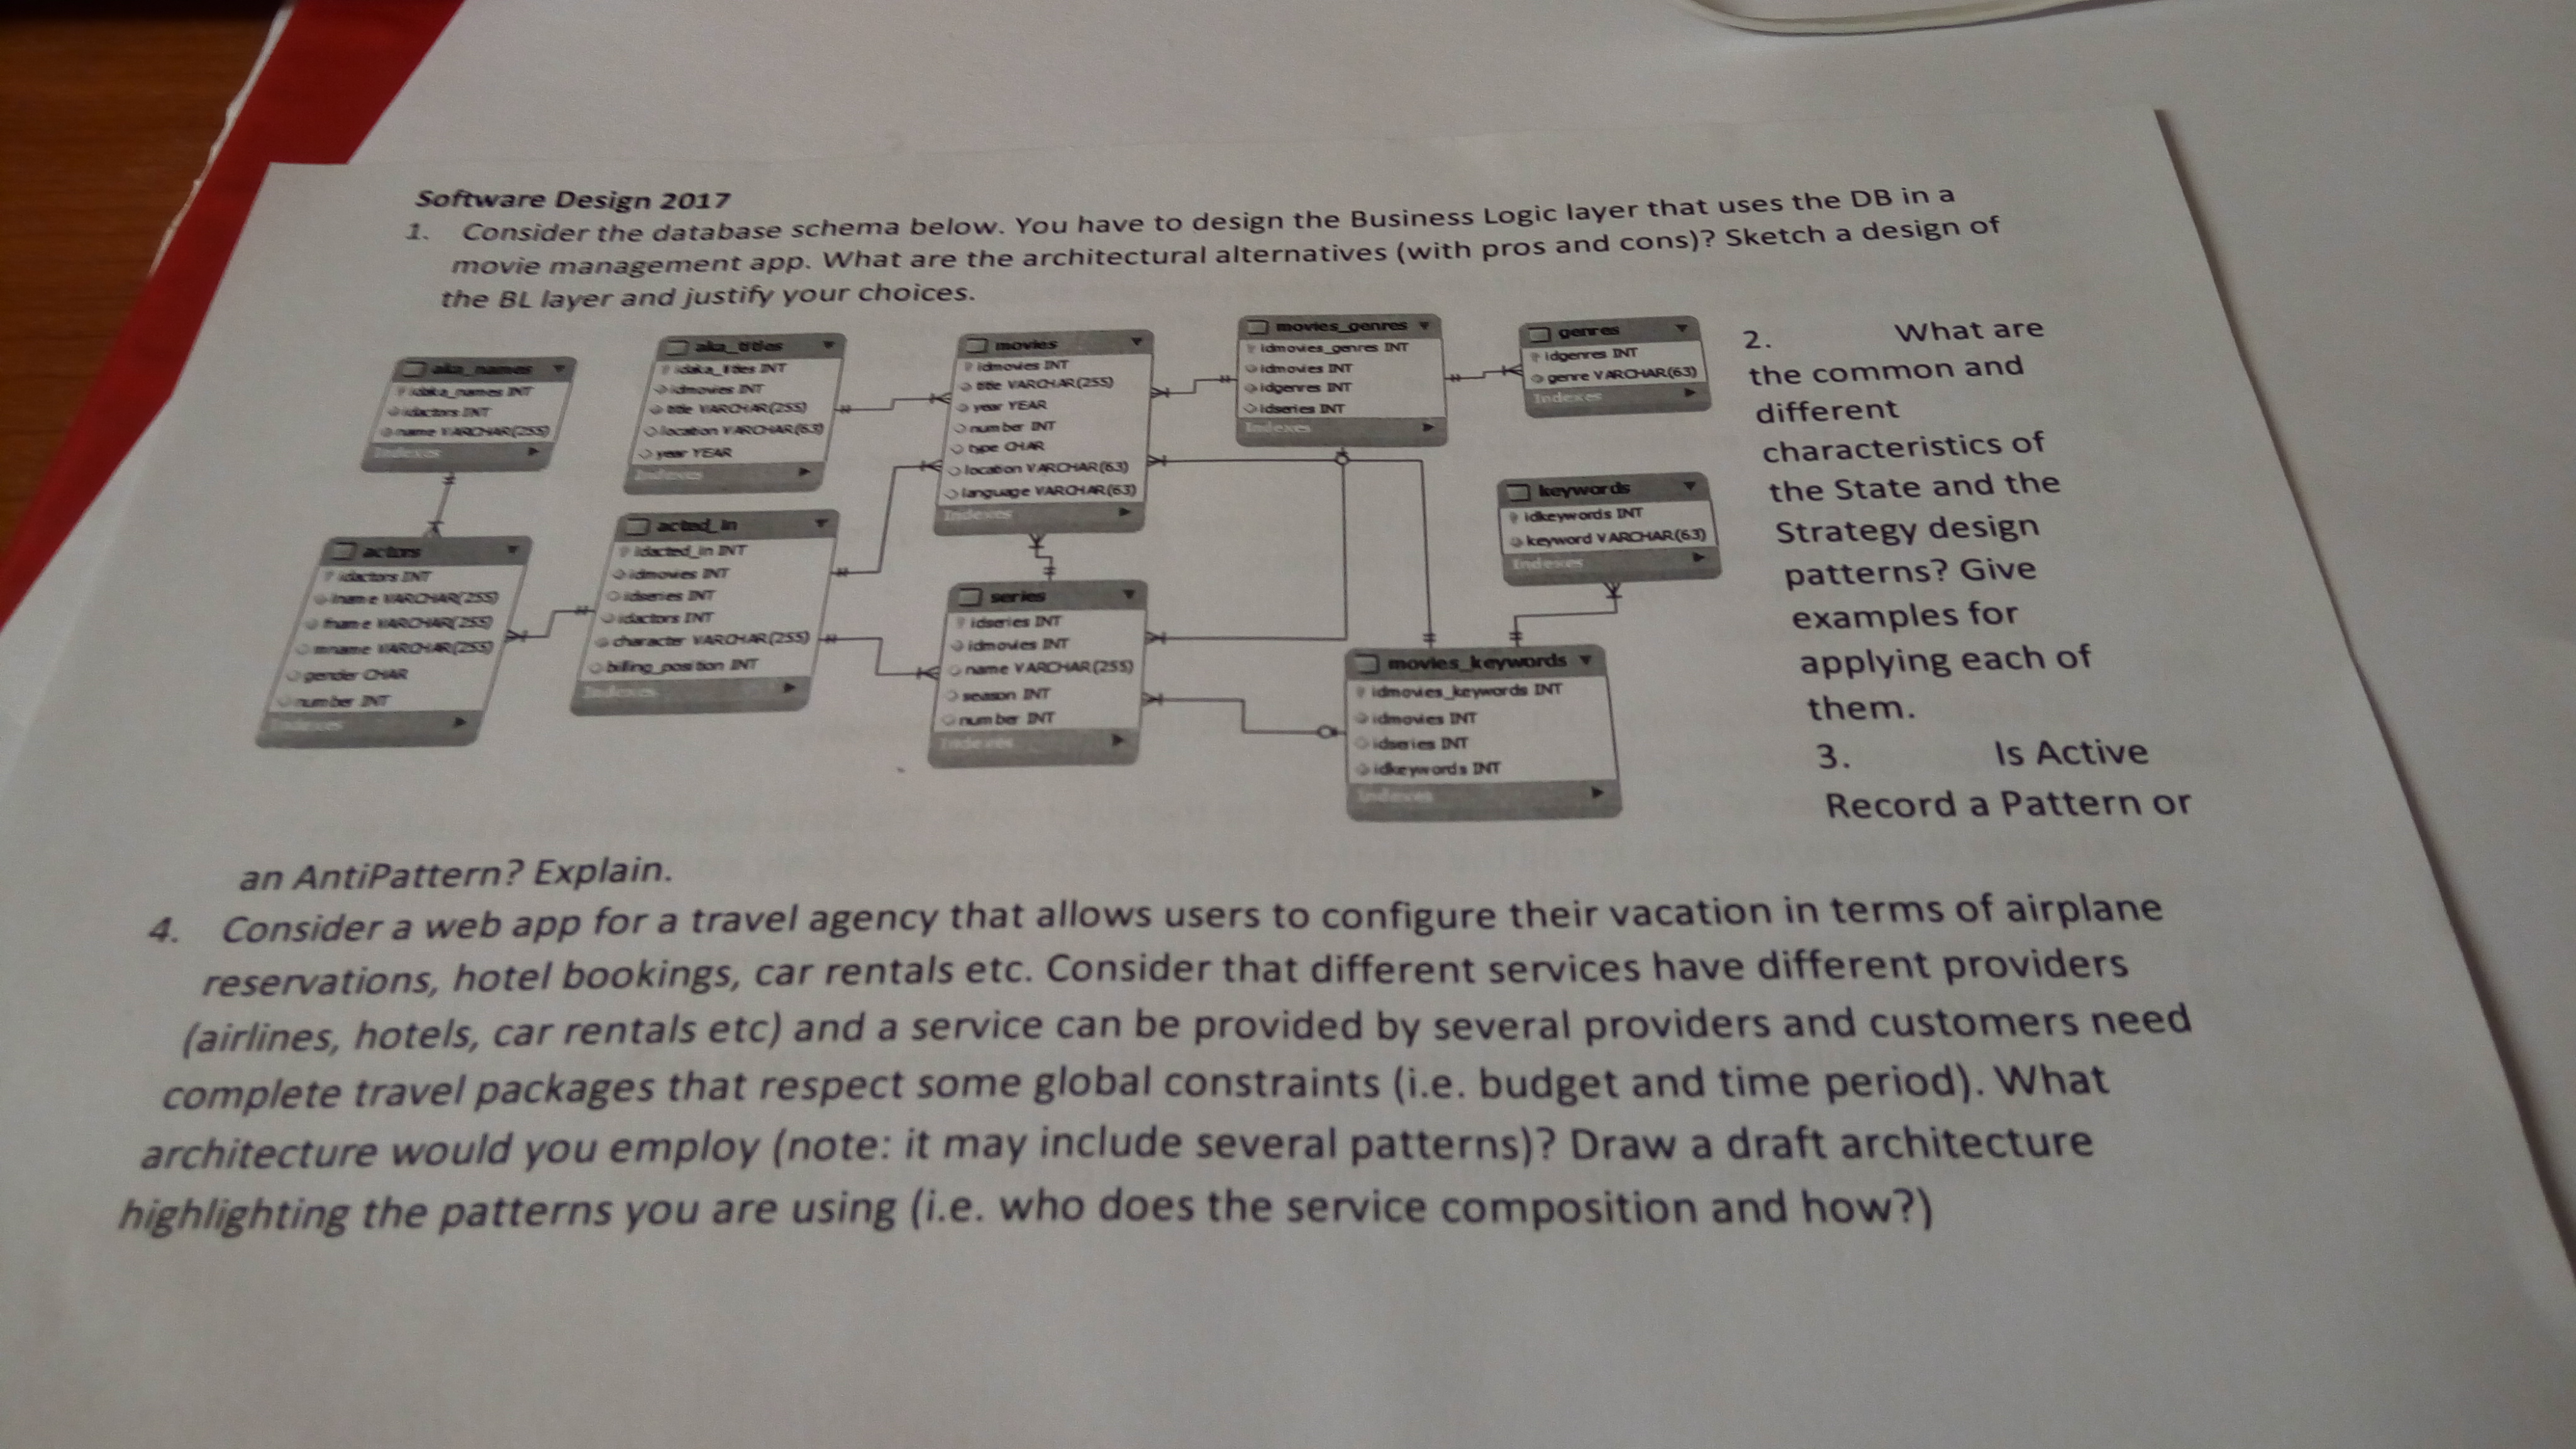 Software Design 2017
1. Consider the database schema below. You have to design the Business Logic layer that uses the DB in a
movie management app. What are the architectural alternatives (with pros and cons)? Sketch a design of
the BL layer and justify your choices.
aka_names
idaka_names INT
idactors INT
name VARCHAR(255)
Indexes
aka_titles
idaka_titles INT
idmovies INT
title VARCHAR(255)
location VARCHAR(63)
year YEAR
Indexes
movies
idmovies INT
title VARCHAR(255)
year YEAR
number INT
type CHAR
location VARCHAR(63)
language VARCHAR(63)
Indexes
movies_genres
idmovies_genres INT
idmovies INT
idgenres INT
idseries INT
Indexes
genres
idgenres INT
genre VARCHAR(63)
Indexes
actors
idactors INT
lname VARCHAR(255)
fname VARCHAR(255)
mname VARCHAR(255)
gender CHAR
number INT
Indexes
acted_in
idacted_in INT
idmovies INT
idseries INT
idactors INT
character VARCHAR(255)
billing_position INT
Indexes
series
idseries INT
idmovies INT
name VARCHAR(255)
season INT
number INT
Indexes
keywords
idkeywords INT
keyword VARCHAR(63)
Indexes
movies_keywords
idmovies_keywords INT
idmovies INT
idseries INT
idkeywords INT
Indexes
2. What are
the common and
different
characteristics of
the State and the
Strategy design
patterns? Give
examples for
applying each of
them.
3. Is Active
Record a Pattern or
an AntiPattern? Explain.
4. Consider a web app for a travel agency that allows users to configure their vacation in terms of airplane
reservations, hotel bookings, car rentals etc. Consider that different services have different providers
(airlines, hotels, car rentals etc) and a service can be provided by several providers and customers need
complete travel packages that respect some global constraints (i.e. budget and time period). What
architecture would you employ (note: it may include several patterns)? Draw a draft architecture
highlighting the patterns you are using (i.e. who does the service composition and how?)